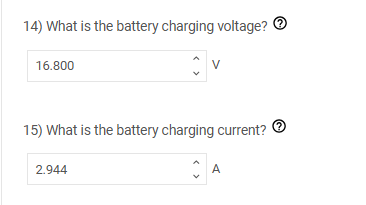 14) What is the battery charging voltage? ?
16.800 V
15) What is the battery charging current? ?
2.944 A